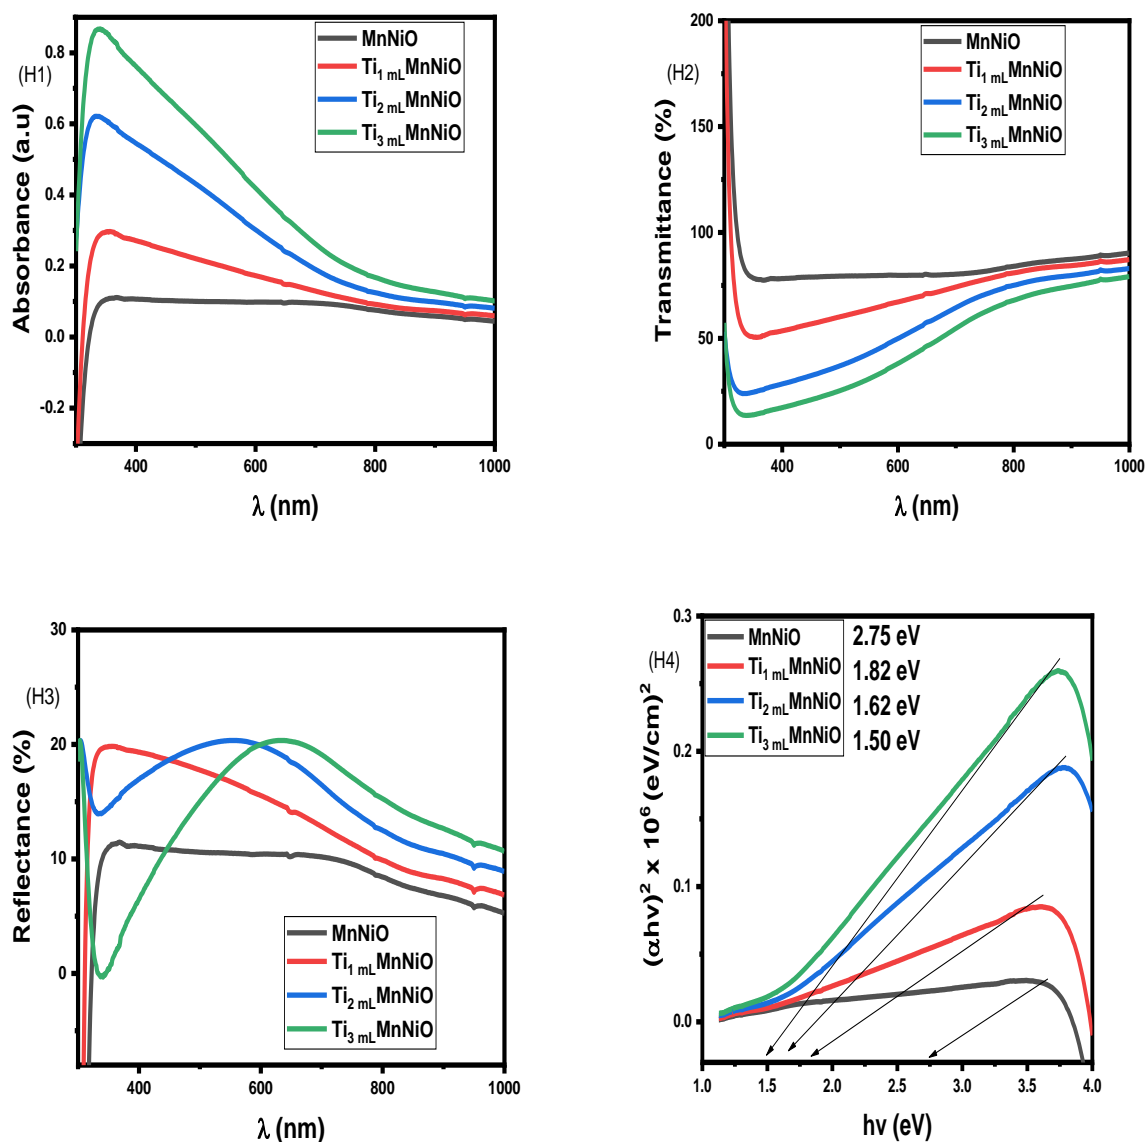 (H1)
Absorbance (a.u)
0.8
0.6
0.4
0.2
0.0
-0.2
400 600 800 1000
λ (nm)
MnNiO
Ti1 mLMnNiO
Ti2 mLMnNiO
Ti3 mLMnNiO
(H2)
Transmittance (%)
200
150
100
50
0
400 600 800 1000
λ (nm)
MnNiO
Ti1 mLMnNiO
Ti2 mLMnNiO
Ti3 mLMnNiO
(H3)
Reflectance (%)
30
20
10
0
400 600 800 1000
λ (nm)
MnNiO
Ti1 mLMnNiO
Ti2 mLMnNiO
Ti3 mLMnNiO
(H4)
(αhν)² x 10⁶ (eV/cm)²
0.3
0.2
0.1
0.0
1.0 1.5 2.0 2.5 3.0 3.5 4.0
hν (eV)
MnNiO 2.75 eV
Ti1 mLMnNiO 1.82 eV
Ti2 mLMnNiO 1.62 eV
Ti3 mLMnNiO 1.50 eV